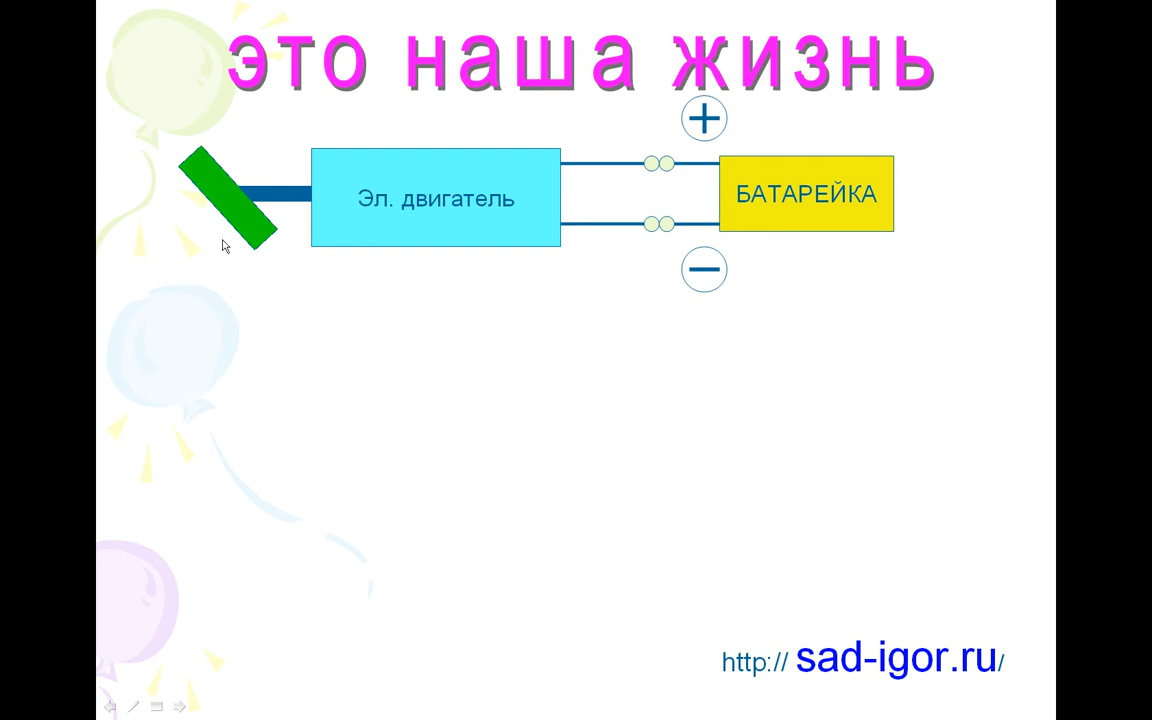 это наша жизнь
+
Эл. двигатель
БАТАРЕЙКА
−
http:// sad-igor.ru/